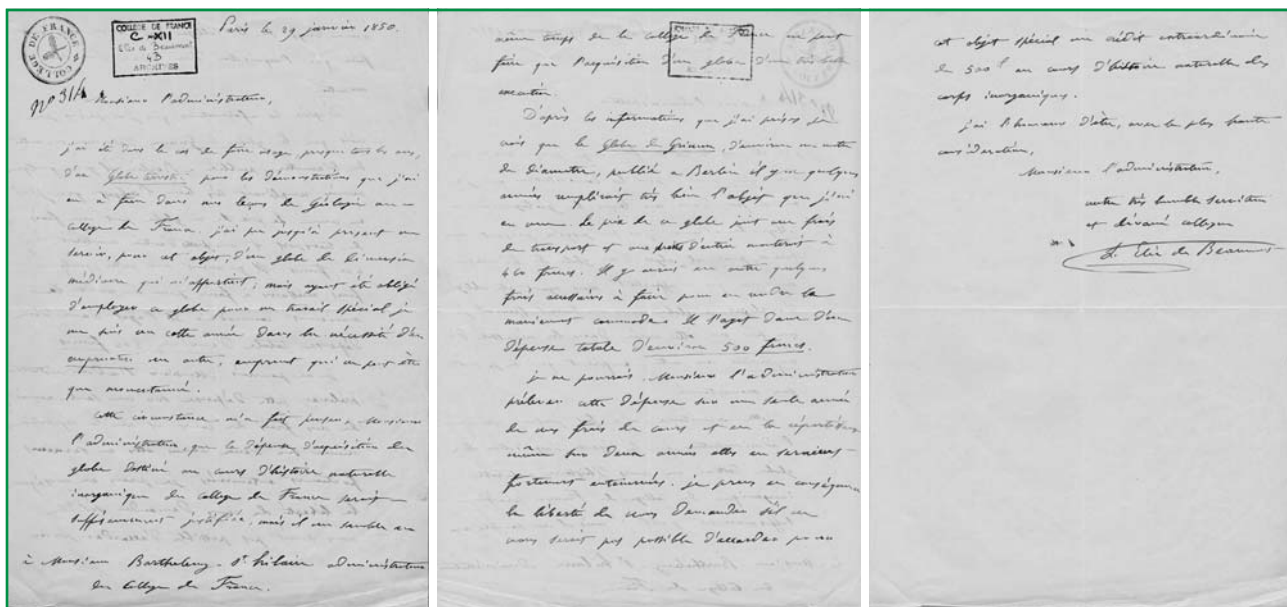 COLLEGE DE FRANCE
COLLEGE DE FRANCE
C-XII
Elie de Beaumont
43
ARCHIVES
Paris le 29 janvier 1850.
n° 314
Monsieur l'administrateur,
j'ai été dans le cas de faire usage presque tous les ans,
d'un Globe terrestre pour les démonstrations que j'ai
eu à faire dans mes leçons de Géologie au
collège de France. j'ai pu jusqu'à présent me
servir, pour cet objet, d'un globe de dimension
médiocre qui m'appartient; mais ayant été obligé
d'employer ce globe pour un travail spécial je
me suis vu cette année dans la nécessité d'en
emprunter un autre, emprunt qui ne peut être
que momentané.
Cette circonstance m'a fait penser, Monsieur
l'administrateur, que la dépense d'acquisition d'un
globe destiné au cours d'histoire naturelle
inorganique du collège de France serait
suffisamment justifiée, mais il me semble en
à Monsieur Barthelemy-St hilaire administrateur
du Collège de France.
même temps de le collège de France ne peut
faire que l'acquisition d'un globe d'une
exécution.
D'après les informations que j'ai prises je
crois que le Globe de Grimm, d'environ un mètre
de diamètre, publié à Berlin il y a quelques
années remplirait très bien l'objet que j'ai
en vue. Le prix de ce globe joint aux frais
de transport et aux droits d'entrée monterait à
460 francs. Il y aurait en outre quelques
frais accessoires à faire pour en rendre le
maniement commode. Il s'agit donc d'une
dépense totale d'environ 500 francs.
je ne pourrais, Monsieur l'administrateur
prélever cette dépense sur une seule année
de mes frais de cours et en la répartissant
même sur deux années elles en seraient
fortement entamées. je prends en conséquence
la liberté de vous demander s'il ne
vous serait pas possible d'accorder pour
cet objet spécial un crédit extraordinaire
de 500f au cours d'histoire naturelle des
corps inorganiques.
j'ai l'honneur d'être, avec la plus haute
considération,
Monsieur l'administrateur,
votre très humble serviteur
et dévoué collègue
L. Elie de Beaumont